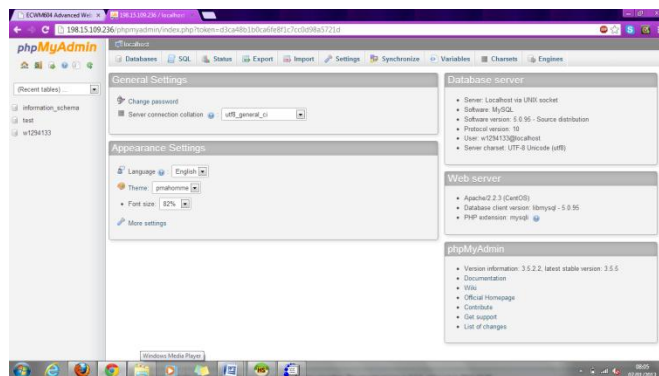 ECWM604 Advanced Wel
198.15.109.236 / localhost
198.15.109.236/phpmyadmin/index.php?token=d3ca48b1b0ca6fe8f1c7cc0d98a5721d
phpMyAdmin
(Recent tables) ...
information_schema
test
w1294133
localhost
Databases
SQL
Status
Export
Import
Settings
Synchronize
Variables
Charsets
Engines
General Settings
Change password
Server connection collation
utf8_general_ci
Appearance Settings
Language
English
Theme:
pmahomme
Font size:
82%
More settings
Database server
Server: Localhost via UNIX socket
Software: MySQL
Software version: 5.0.95 - Source distribution
Protocol version: 10
User: w1294133@localhost
Server charset: UTF-8 Unicode (utf8)
Web server
Apache/2.2.3 (CentOS)
Database client version: libmysql - 5.0.95
PHP extension: mysqli
phpMyAdmin
Version information: 3.5.2.2, latest stable version: 3.5.5
Documentation
Wiki
Official Homepage
Contribute
Get support
List of changes
Windows Media Player
08:05